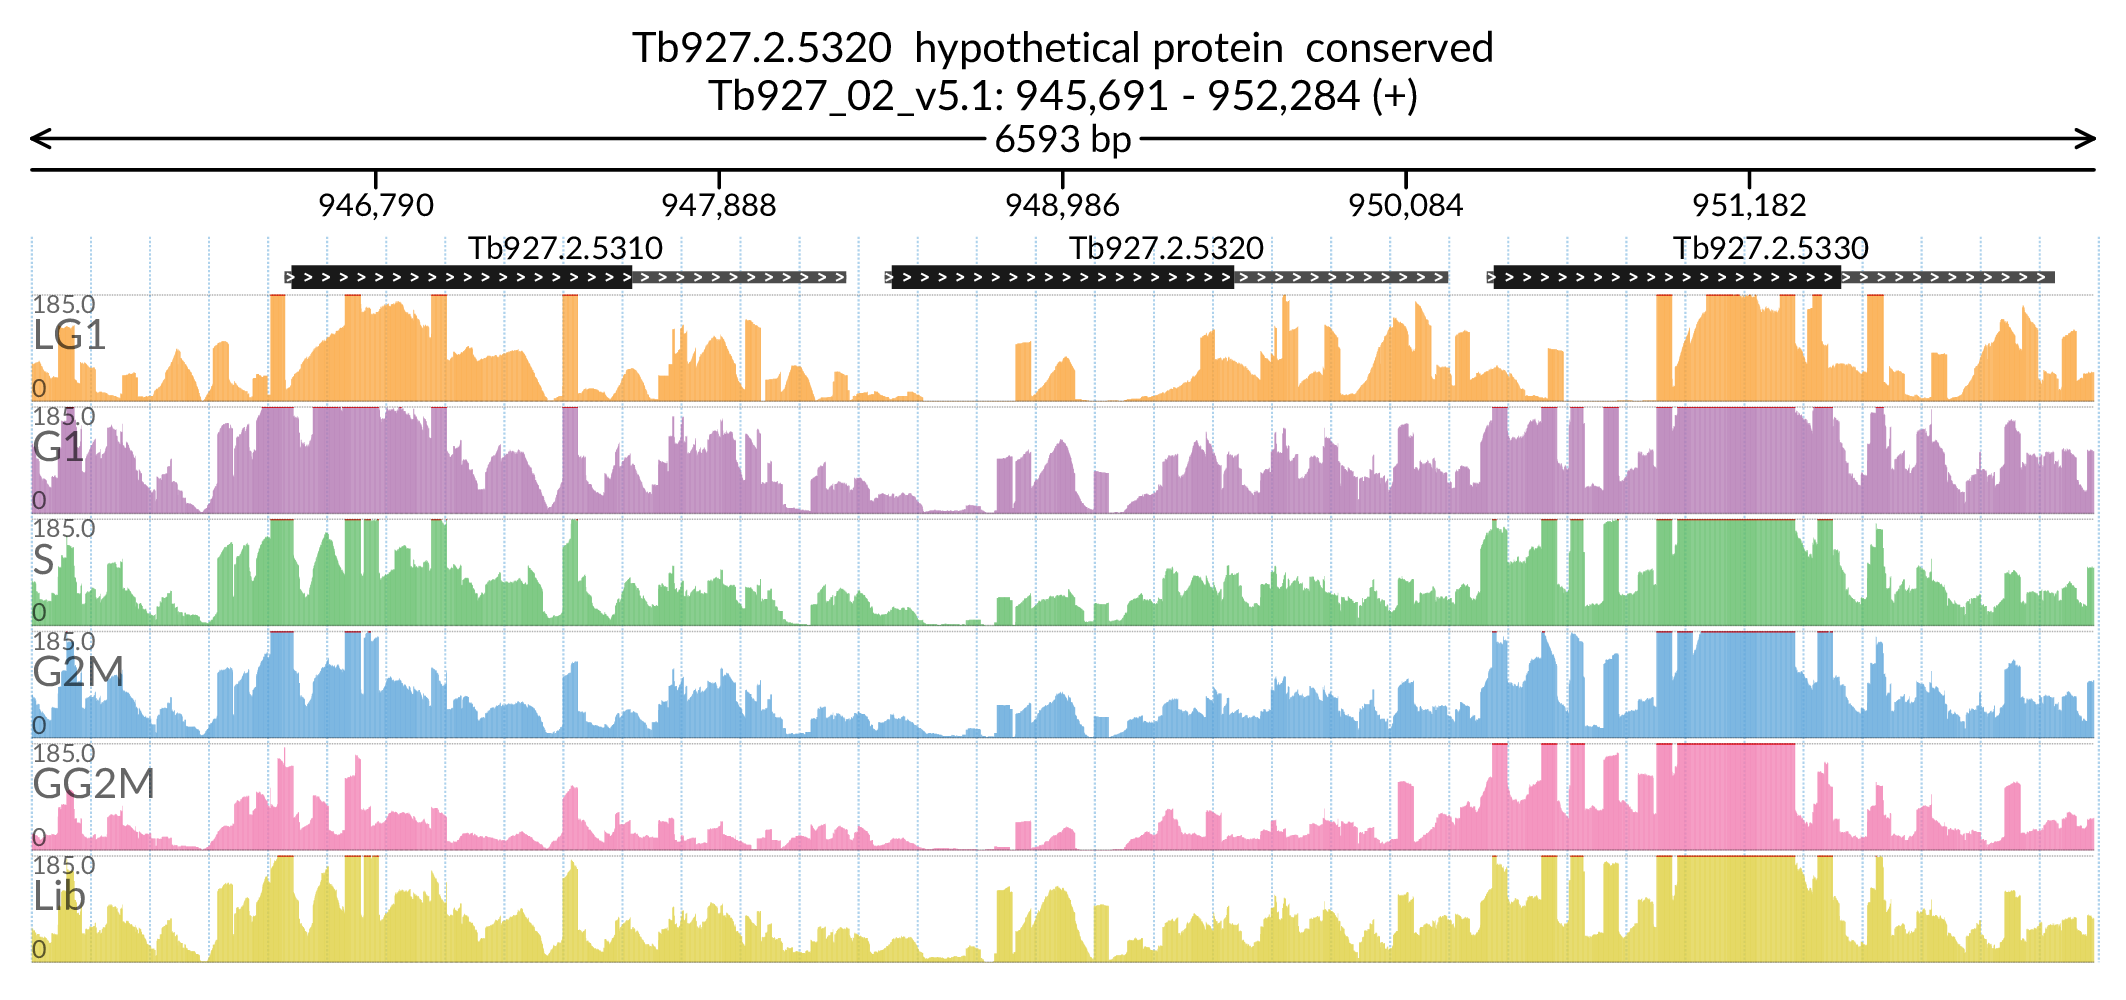 Tb927.2.5320 hypothetical protein conserved
Tb927_02_v5.1: 945,691 - 952,284 (+)
6593 bp
946,790 947,888 948,986 950,084 951,182
Tb927.2.5310 Tb927.2.5320 Tb927.2.5330
185.0
LG1
0
185.0
G1
0
185.0
S
0
185.0
G2M
0
185.0
GG2M
0
185.0
Lib
0